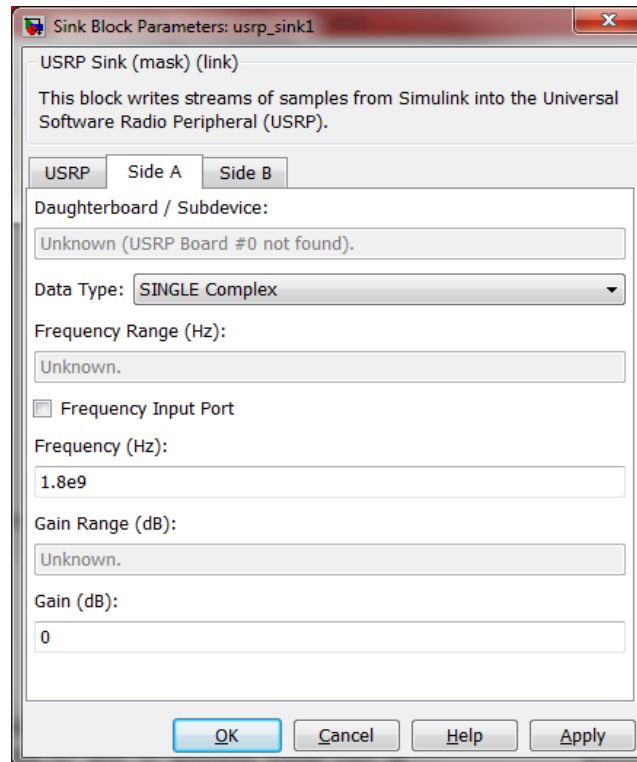 Sink Block Parameters: usrp_sink1
USRP Sink (mask) (link)
This block writes streams of samples from Simulink into the Universal
Software Radio Peripheral (USRP).
USRP Side A Side B
Daughterboard / Subdevice:
Unknown (USRP Board #0 not found).
Data Type: SINGLE Complex
Frequency Range (Hz):
Unknown.
Frequency Input Port
Frequency (Hz):
1.8e9
Gain Range (dB):
Unknown.
Gain (dB):
0
OK Cancel Help Apply